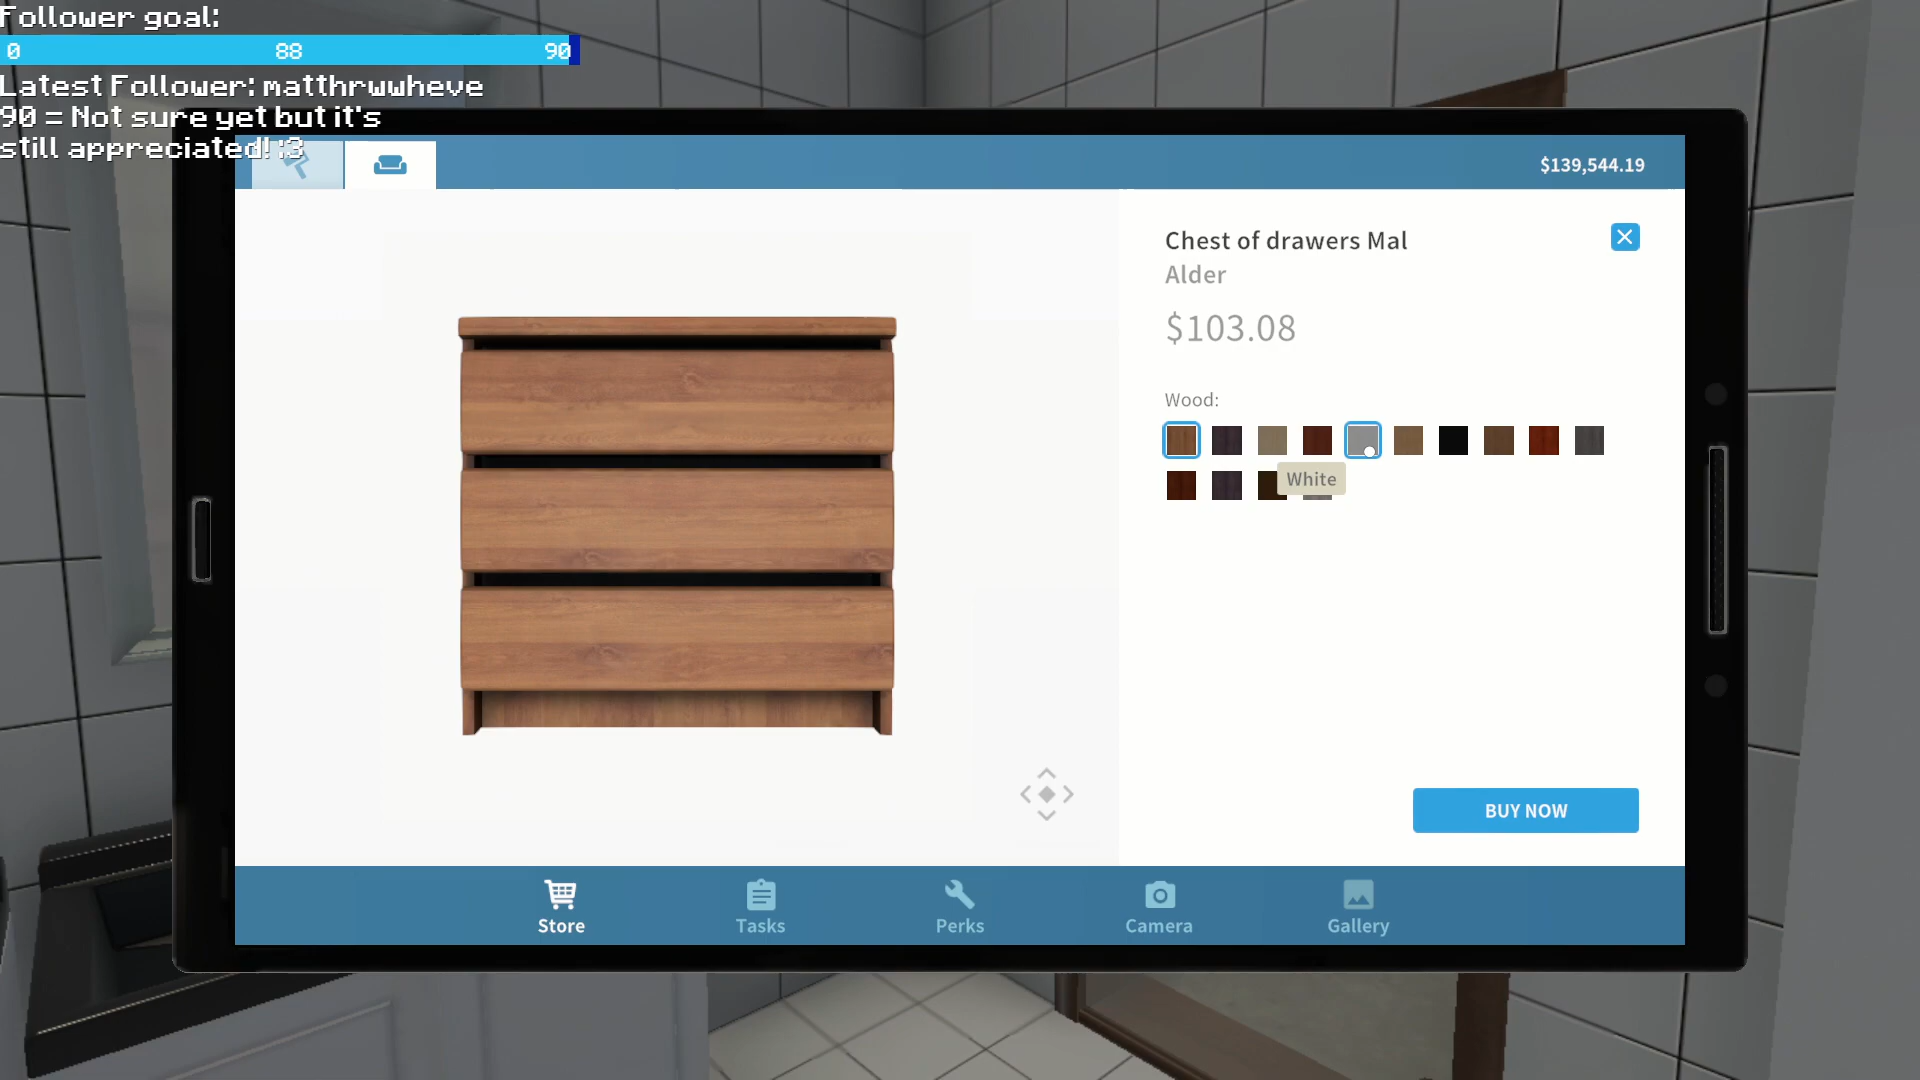 Follower goal:
0 88 90
Latest Follower: matthrwwheve
90 = Not sure yet but it's
still appreciated! :3
$139,544.19
Chest of drawers Mal
Alder
$103.08
Wood:
White
BUY NOW
Store Tasks Perks Camera Gallery